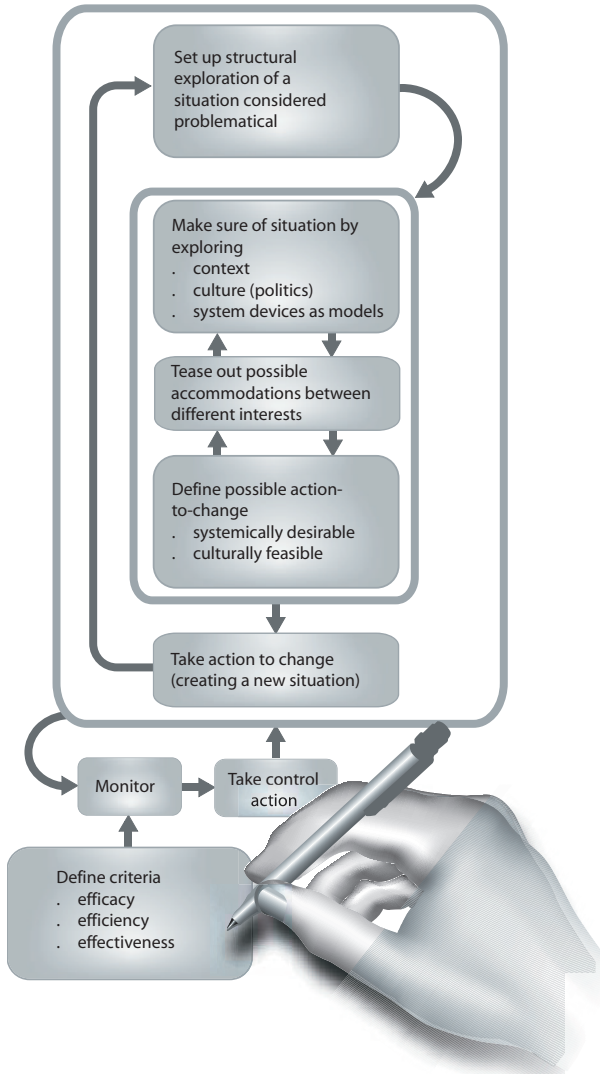 Set up structural
exploration of a
situation considered
problematical
Make sure of situation by
exploring
. context
. culture (politics)
. system devices as models
Tease out possible
accommodations between
different interests
Define possible action-
to-change
. systemically desirable
. culturally feasible
Take action to change
(creating a new situation)
Monitor
Take control
action
Define criteria
. efficacy
. efficiency
. effectiveness